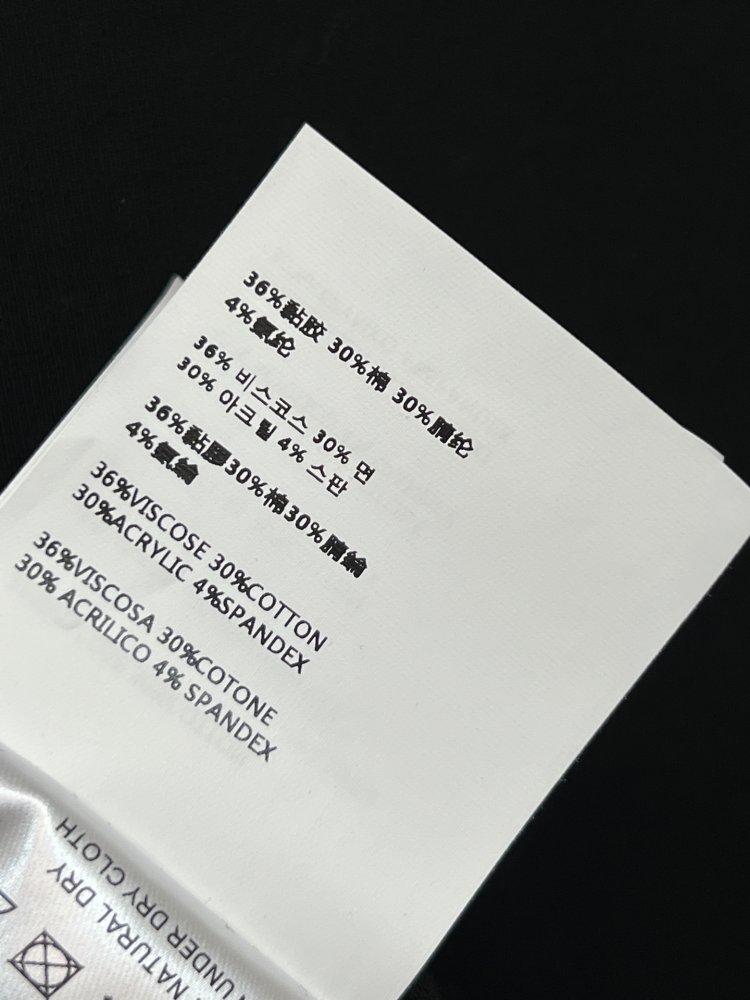 36%黏胶 30%棉 30%腈纶
4%氨纶
36% 비스코스 30% 면
30% 아크릴 4% 스판
36%黏膠30%棉30%腈綸
4%氨綸
36%VISCOSE 30%COTTON
30%ACRYLIC 4%SPANDEX
36%VISCOSA 30%COTONE
30% ACRILICO 4% SPANDEX
NATURAL DRY
UNDER DRY CLOTH